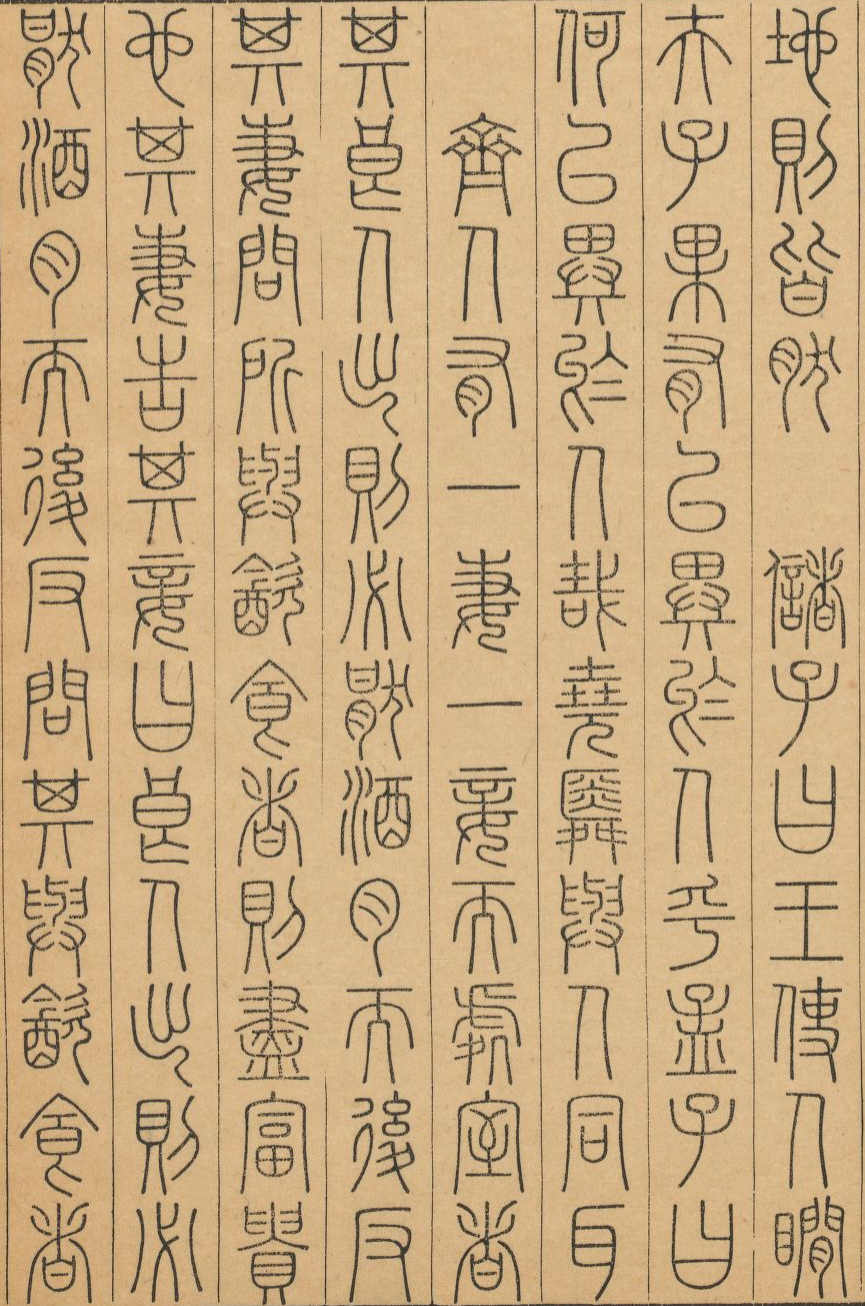 地則皆肰　儲子曰王使人瞯
夫子果有以異於人乎孟子曰
何以異於人哉堯舜與人同耳
齊人有一妻一妾而處室者
其良人出則必猒酒肉而後反
其妻問所與飲食者則盡富貴
也其妻告其妾曰良人出則必
猒酒肉而後反問其與飲食者